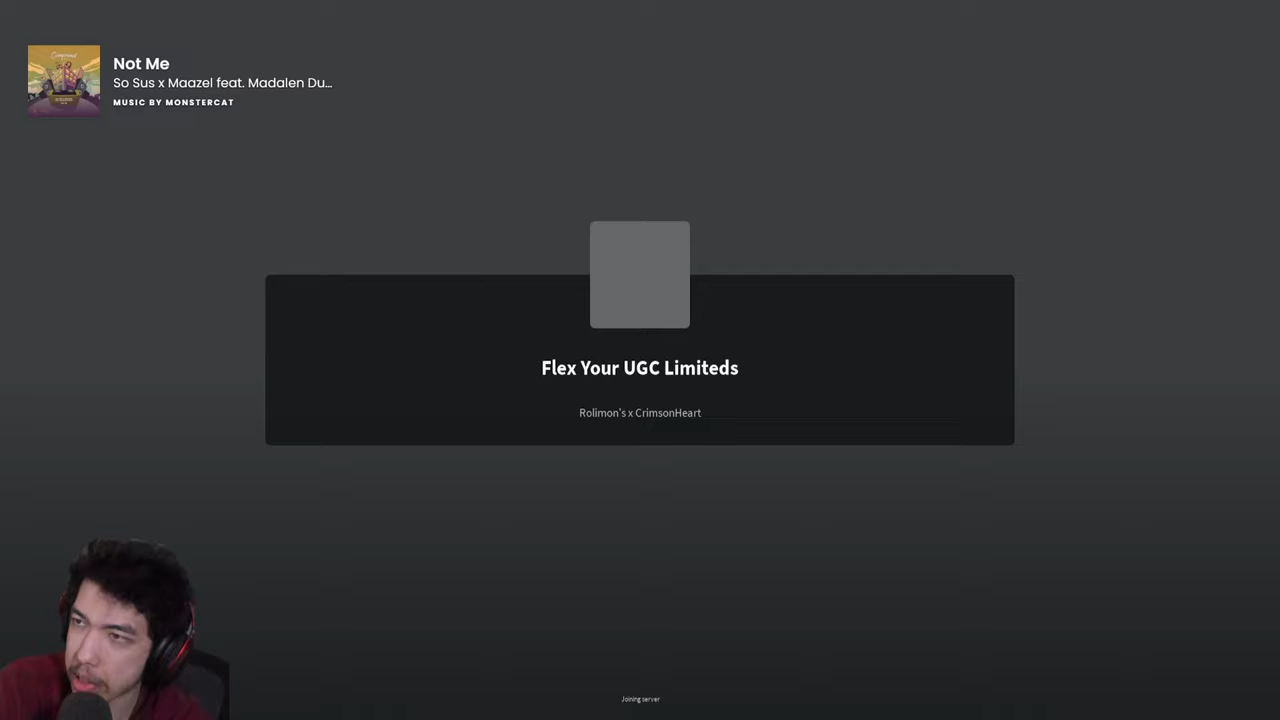 Not Me
So Sus x Maazel feat. Madalen Du...
MUSIC BY MONSTERCAT
Flex Your UGC Limiteds
Rolimon's x CrimsonHeart
Joining server